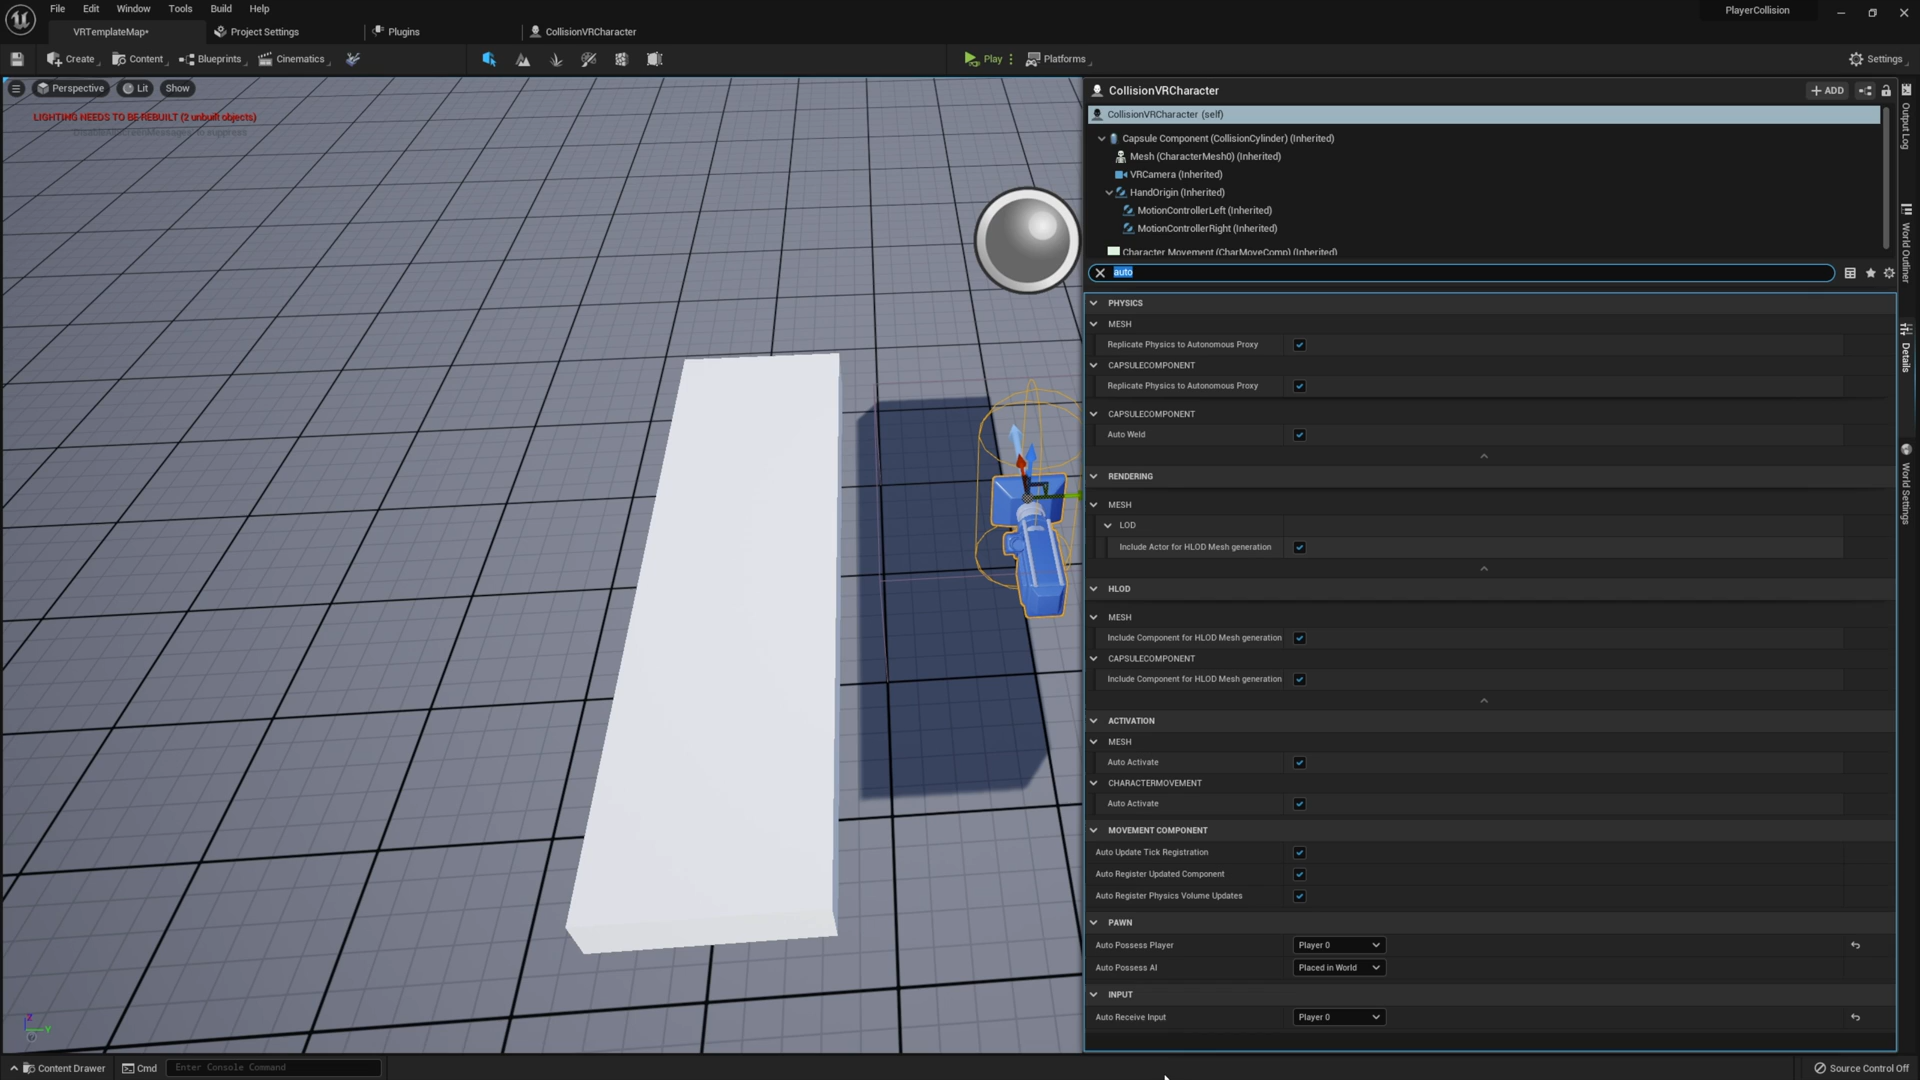 File Edit Window Tools Build Help
PlayerCollision
VRTemplateMap*
Project Settings
Plugins
CollisionVRCharacter
Create
Content
Blueprints
Cinematics
Play
Platforms
Settings
Perspective
Lit
Show
LIGHTING NEEDS TO BE REBUILT (2 unbuilt objects)
'DisableAllScreenMessages' to suppress
CollisionVRCharacter
+ ADD
CollisionVRCharacter (self)
Capsule Component (CollisionCylinder) (Inherited)
Mesh (CharacterMesh0) (Inherited)
VRCamera (Inherited)
HandOrigin (Inherited)
MotionControllerLeft (Inherited)
MotionControllerRight (Inherited)
Character Movement (CharMoveComp) (Inherited)
auto
PHYSICS
MESH
Replicate Physics to Autonomous Proxy
CAPSULECOMPONENT
Replicate Physics to Autonomous Proxy
CAPSULECOMPONENT
Auto Weld
RENDERING
MESH
LOD
Include Actor for HLOD Mesh generation
HLOD
MESH
Include Component for HLOD Mesh generation
CAPSULECOMPONENT
Include Component for HLOD Mesh generation
ACTIVATION
MESH
Auto Activate
CHARACTERMOVEMENT
Auto Activate
MOVEMENT COMPONENT
Auto Update Tick Registration
Auto Register Updated Component
Auto Register Physics Volume Updates
PAWN
Auto Possess Player
Player 0
Auto Possess AI
Placed in World
INPUT
Auto Receive Input
Player 0
Output Log
World Outliner
Details
World Settings
Z
Y
Content Drawer
Cmd
Enter Console Command
Source Control Off